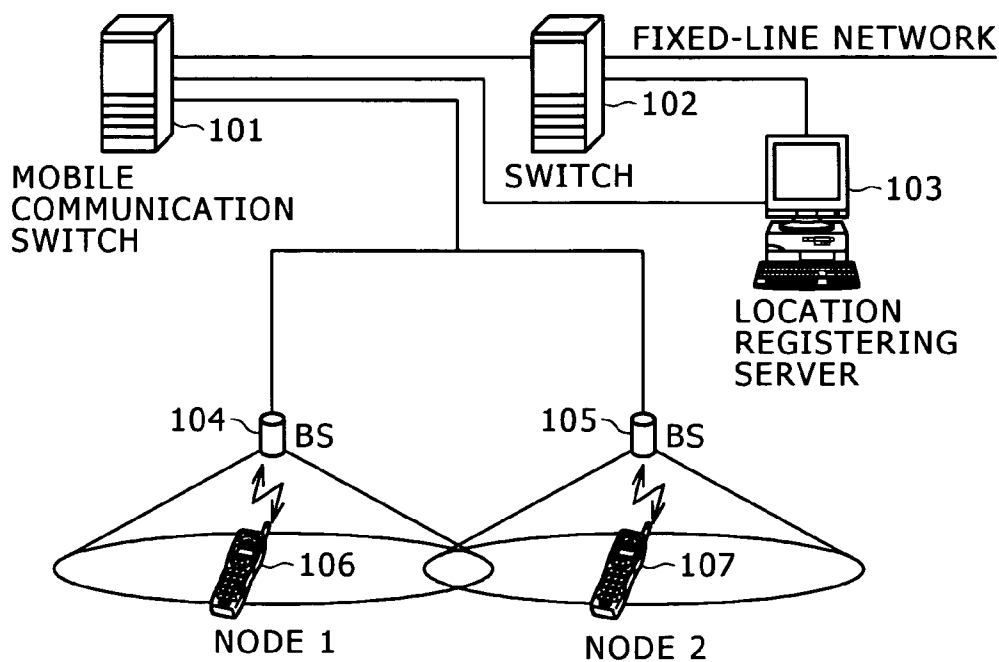 FIXED-LINE NETWORK
101
102
MOBILE
COMMUNICATION
SWITCH
SWITCH
103
LOCATION
REGISTERING
SERVER
104
BS
105
BS
106
107
NODE 1
NODE 2